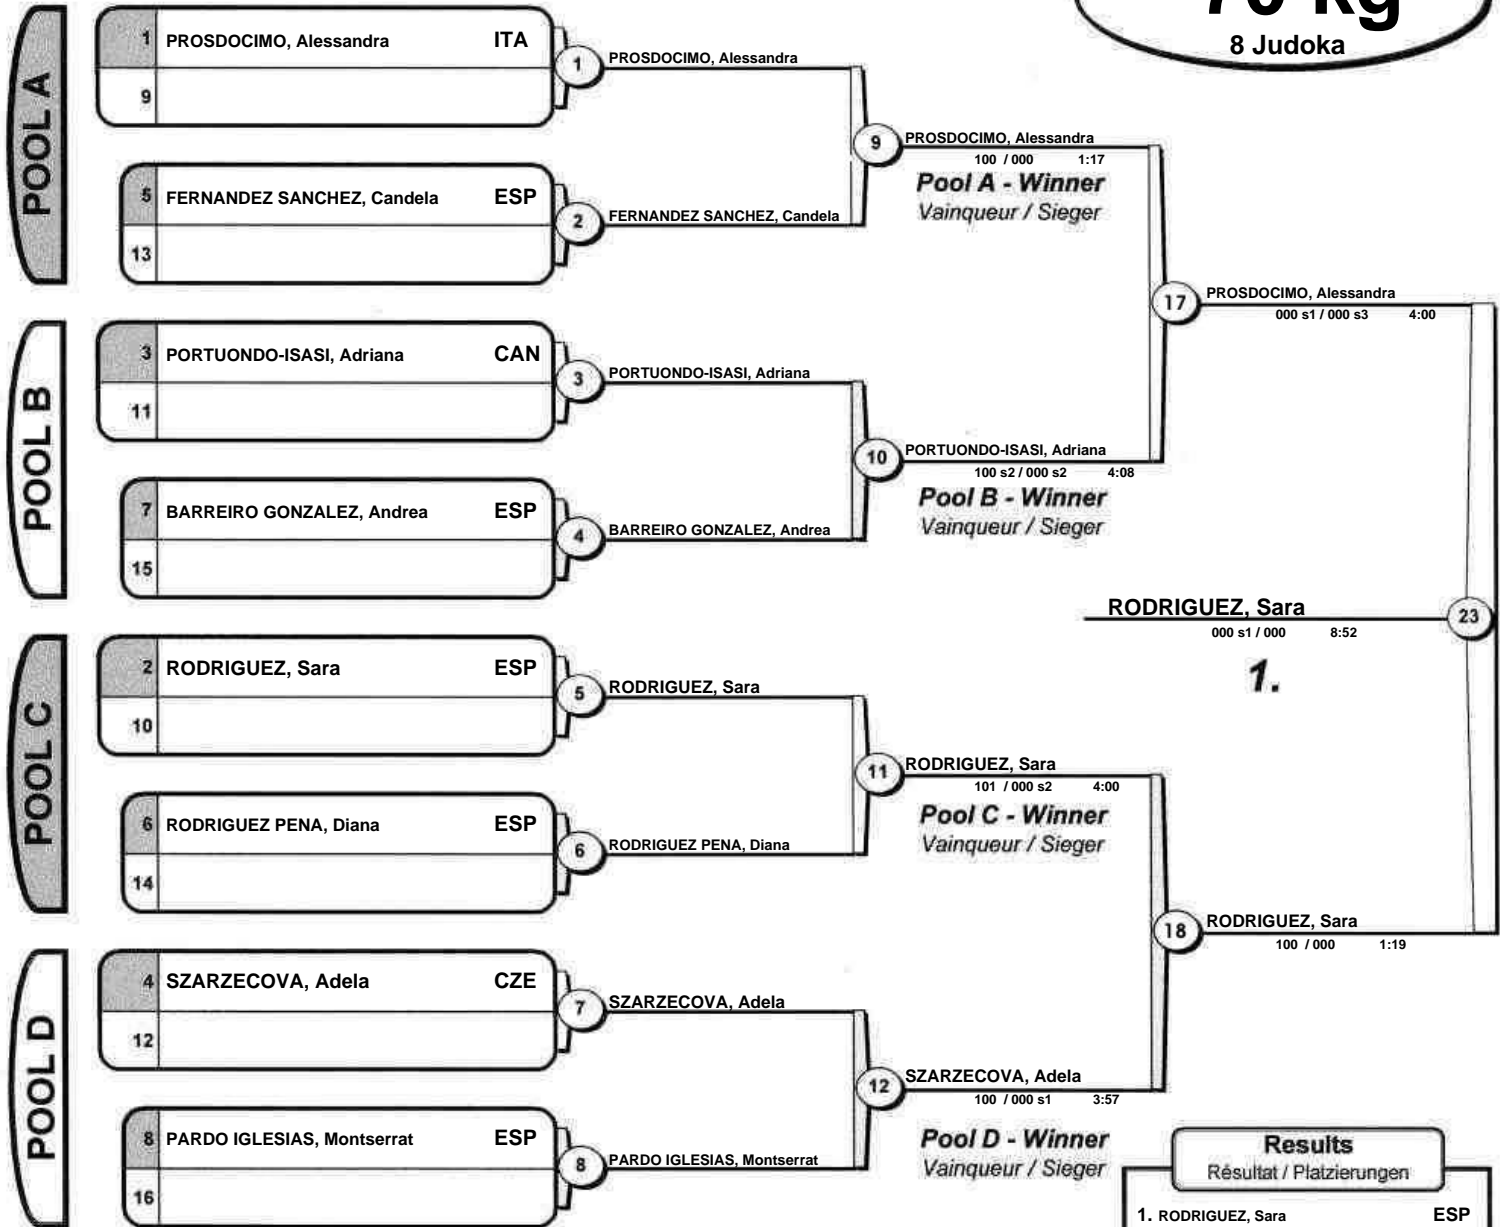 70 kg
8 Judoka
POOL A
1 PROSDOCIMO, Alessandra ITA
9
1 PROSDOCIMO, Alessandra
5 FERNANDEZ SANCHEZ, Candela ESP
13
2 FERNANDEZ SANCHEZ, Candela
9 PROSDOCIMO, Alessandra
100 / 000 1:17
Pool A - Winner
Vainqueur / Sieger
POOL B
3 PORTUONDO-ISASI, Adriana CAN
11
3 PORTUONDO-ISASI, Adriana
7 BARREIRO GONZALEZ, Andrea ESP
15
4 BARREIRO GONZALEZ, Andrea
10 PORTUONDO-ISASI, Adriana
100 s2 / 000 s2 4:08
Pool B - Winner
Vainqueur / Sieger
17 PROSDOCIMO, Alessandra
000 s1 / 000 s3 4:00
RODRIGUEZ, Sara 23
000 s1 / 000 8:52
1.
POOL C
2 RODRIGUEZ, Sara ESP
10
5 RODRIGUEZ, Sara
6 RODRIGUEZ PENA, Diana ESP
14
6 RODRIGUEZ PENA, Diana
11 RODRIGUEZ, Sara
101 / 000 s2 4:00
Pool C - Winner
Vainqueur / Sieger
POOL D
4 SZARZECOVA, Adela CZE
12
7 SZARZECOVA, Adela
8 PARDO IGLESIAS, Montserrat ESP
16
8 PARDO IGLESIAS, Montserrat
12 SZARZECOVA, Adela
100 / 000 s1 3:57
Pool D - Winner
Vainqueur / Sieger
18 RODRIGUEZ, Sara
100 / 000 1:19
Results
Résultat / Platzierungen
1. RODRIGUEZ, Sara ESP